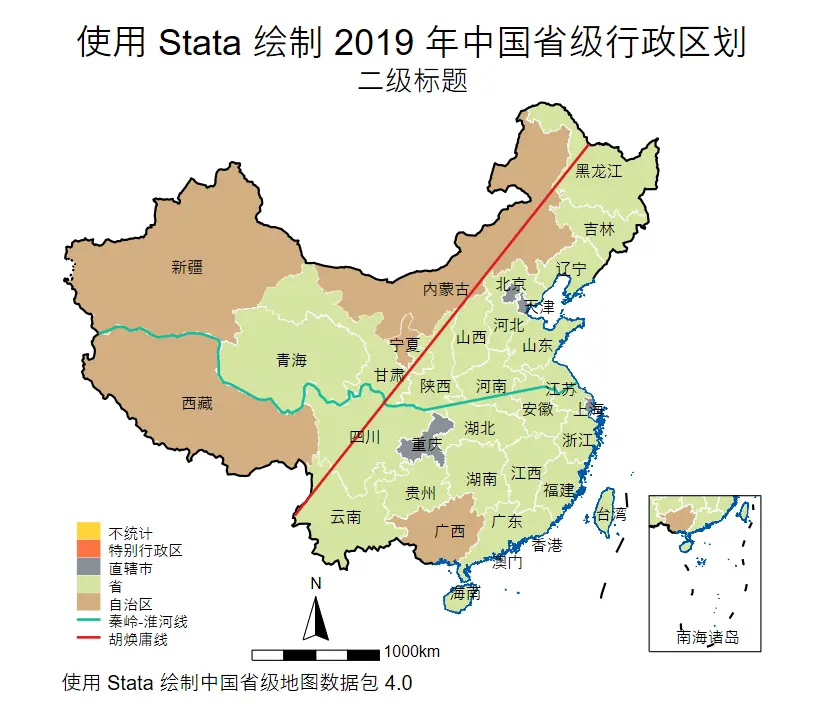 使用 Stata 绘制 2019 年中国省级行政区划
二级标题
黑龙江
吉林
辽宁
新疆
内蒙古
北京
天津
河北
山西
宁夏
山东
青海
甘肃
陕西
河南
江苏
西藏
安徽
上海
四川
重庆
湖北
浙江
湖南
江西
贵州
福建
云南
广西
广东
台湾
香港
澳门
海南
不统计
特别行政区
直辖市
省
自治区
秦岭-淮河线
胡焕庸线
N
1000km
南海诸岛
使用 Stata 绘制中国省级地图数据包 4.0